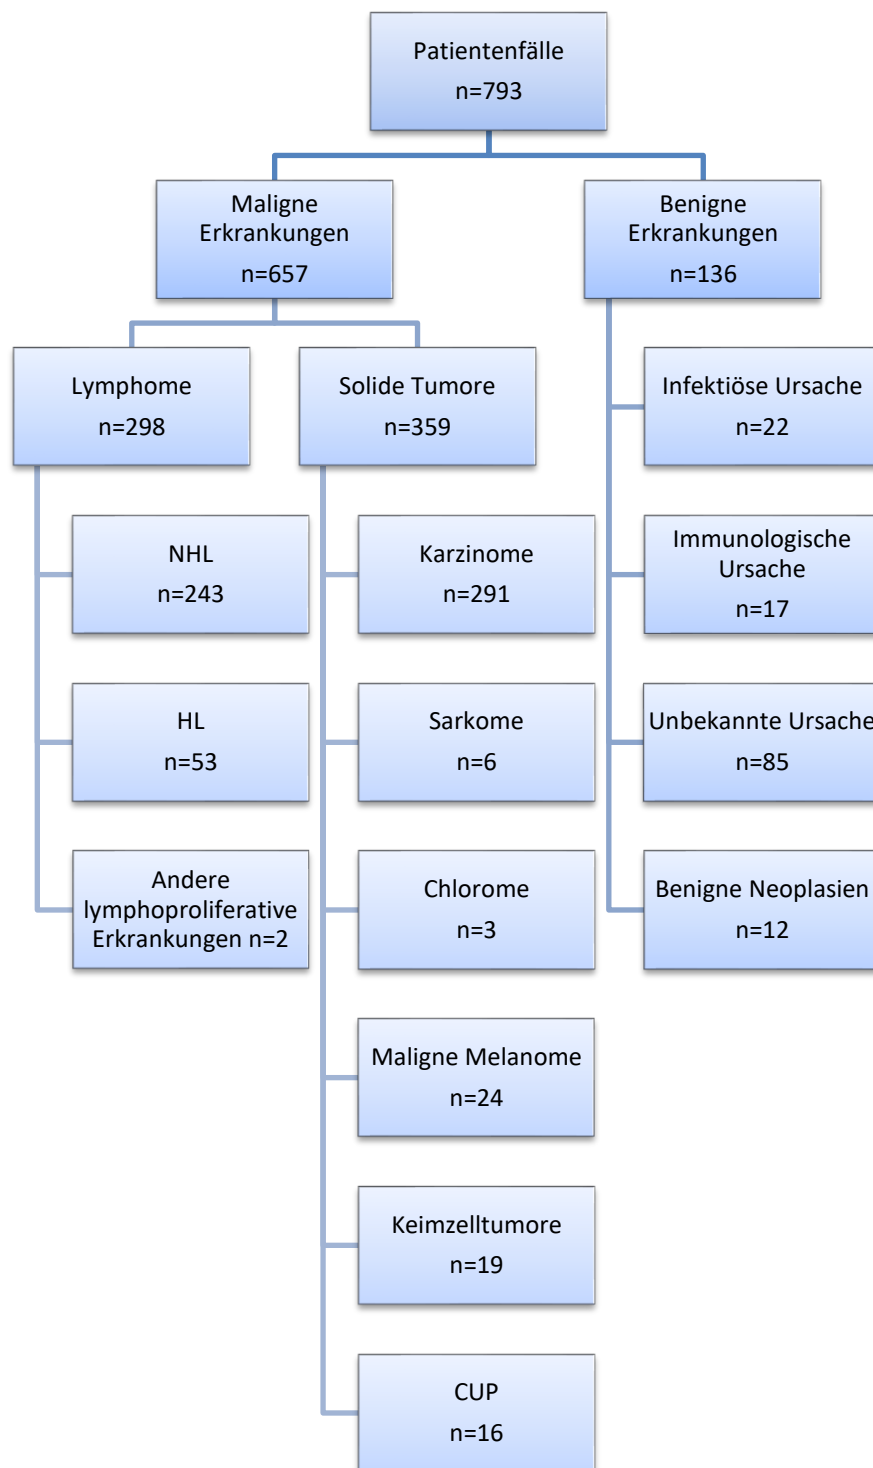 Patientenfälle
n=793
Maligne
Erkrankungen
n=657
Benigne
Erkrankungen
n=136
Lymphome
n=298
Solide Tumore
n=359
Infektiöse Ursache
n=22
NHL
n=243
Karzinome
n=291
Immunologische
Ursache
n=17
HL
n=53
Sarkome
n=6
Unbekannte Ursache
n=85
Andere
lymphoproliferative
Erkrankungen n=2
Chlorome
n=3
Benigne Neoplasien
n=12
Maligne Melanome
n=24
Keimzelltumore
n=19
CUP
n=16